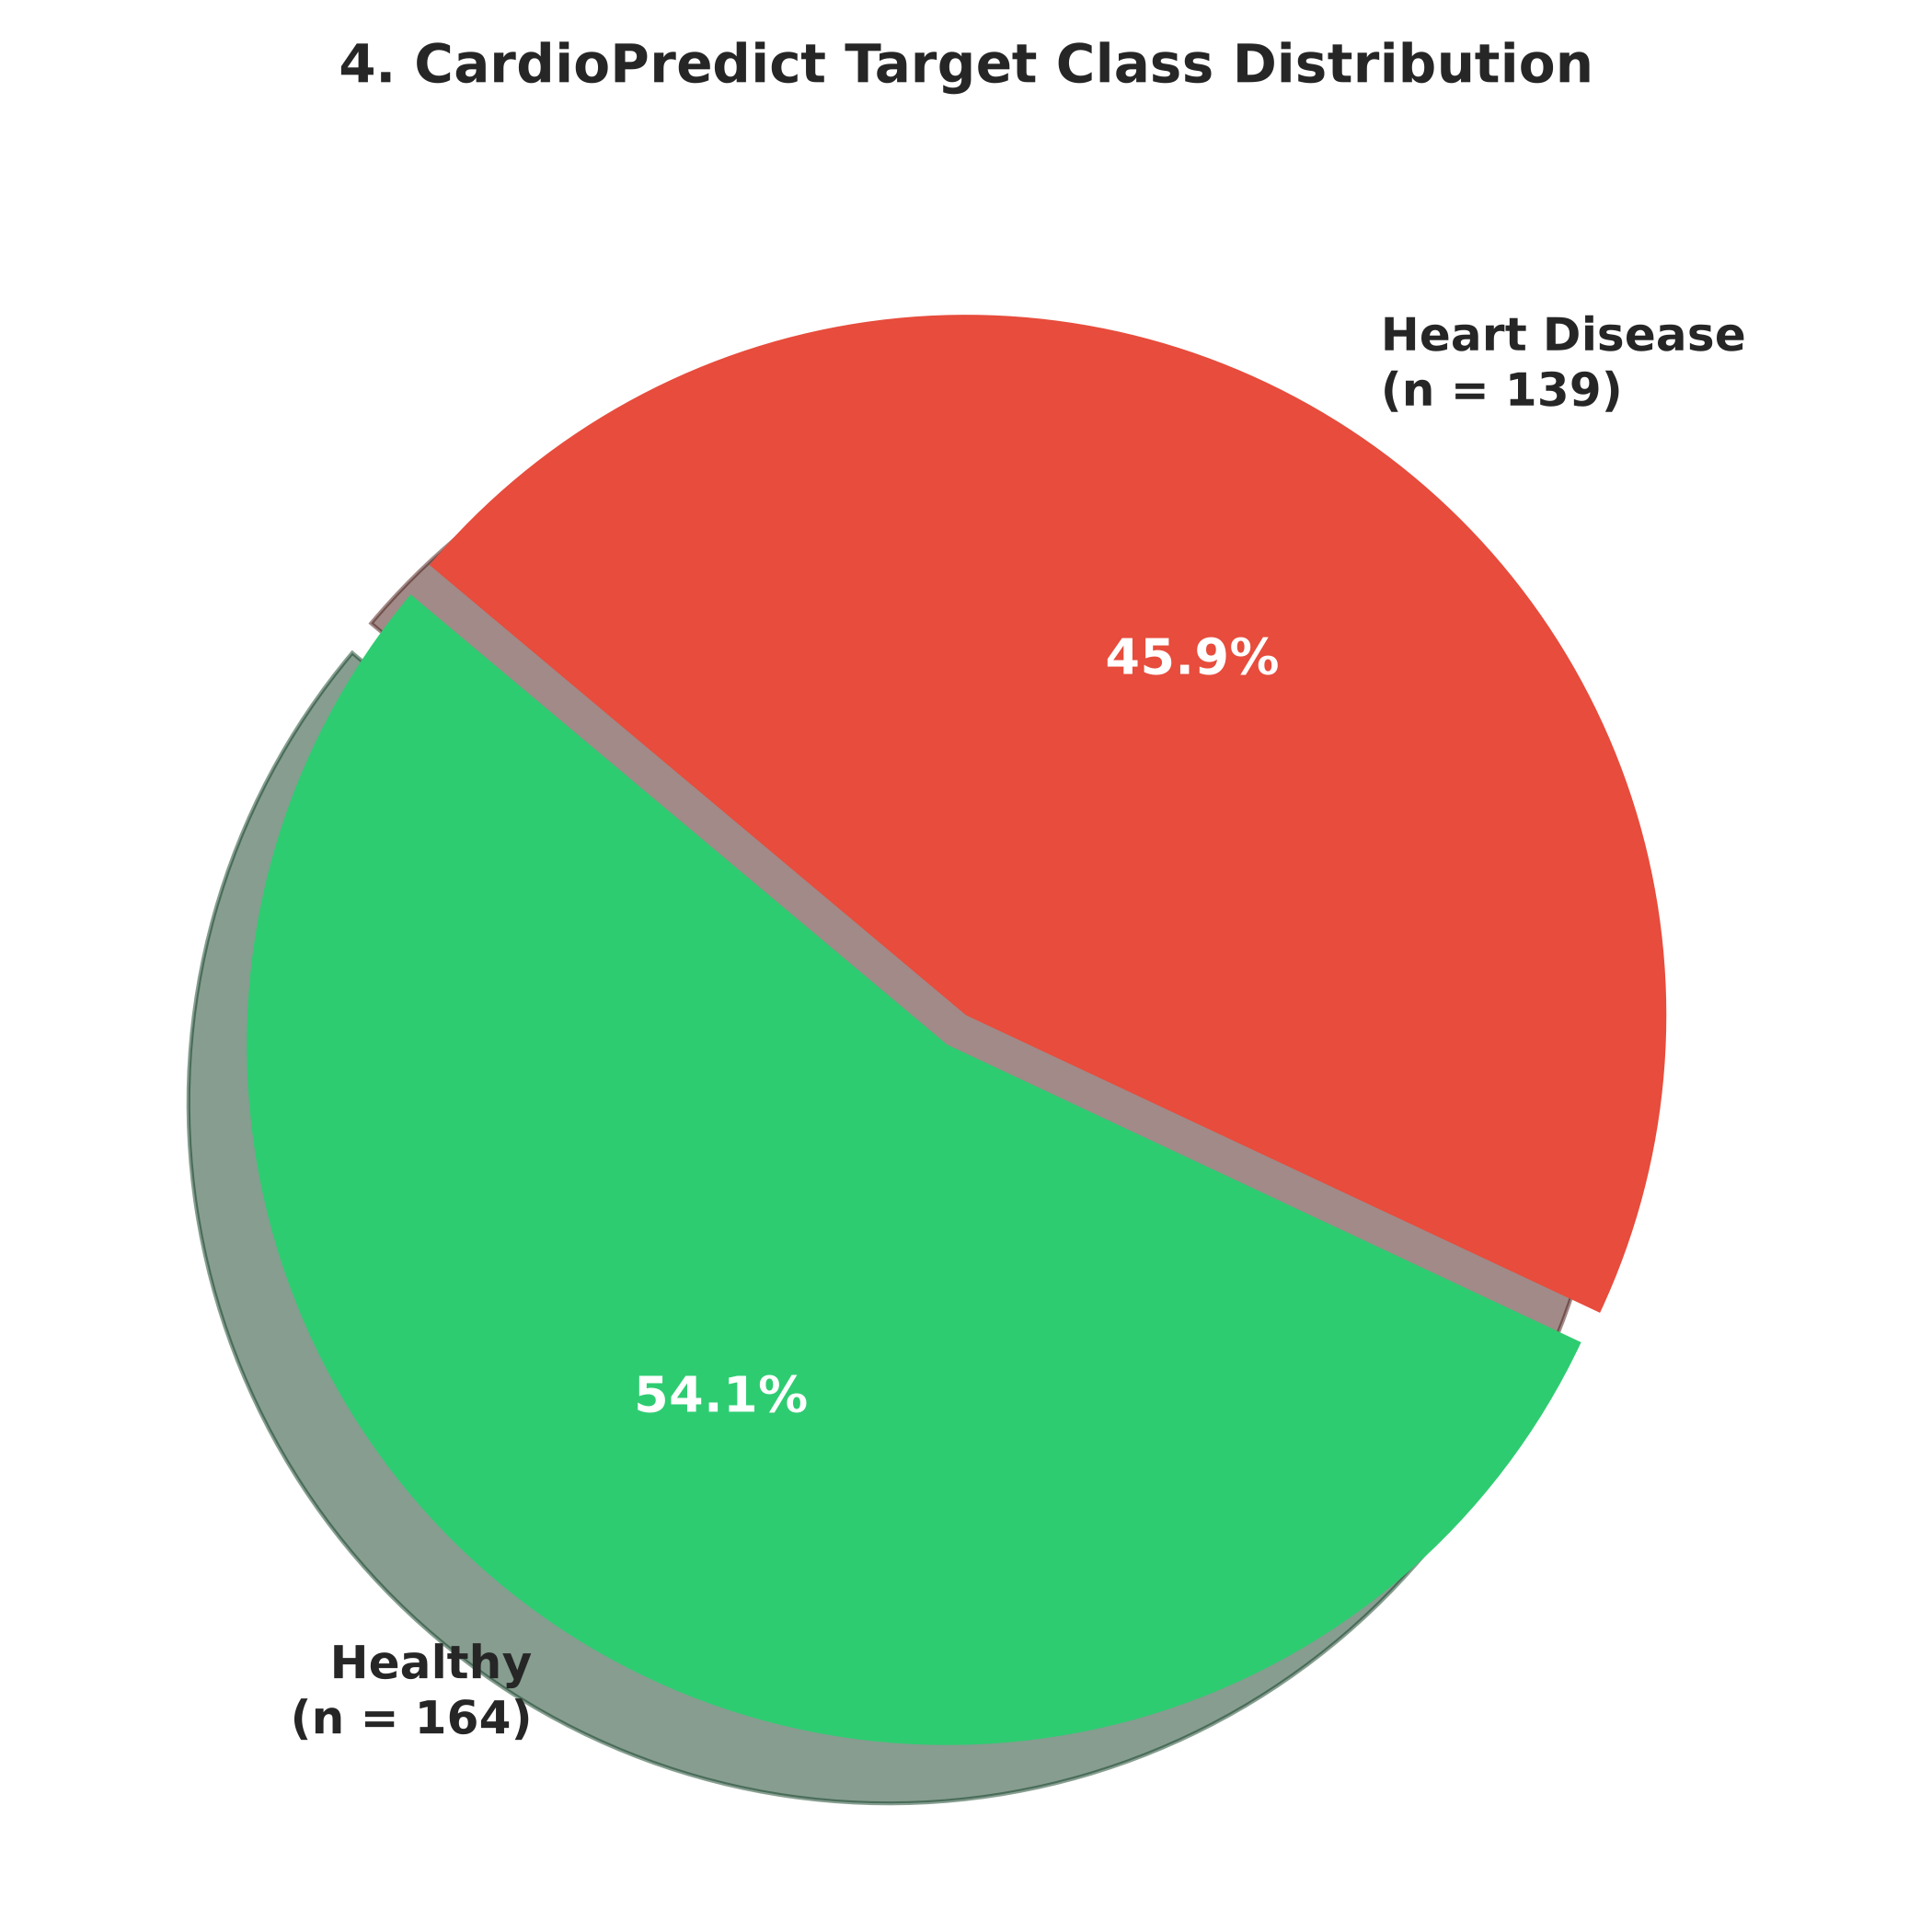 4. CardioPredict Target Class Distribution
Heart Disease
(n = 139)
45.9%
54.1%
Healthy
(n = 164)